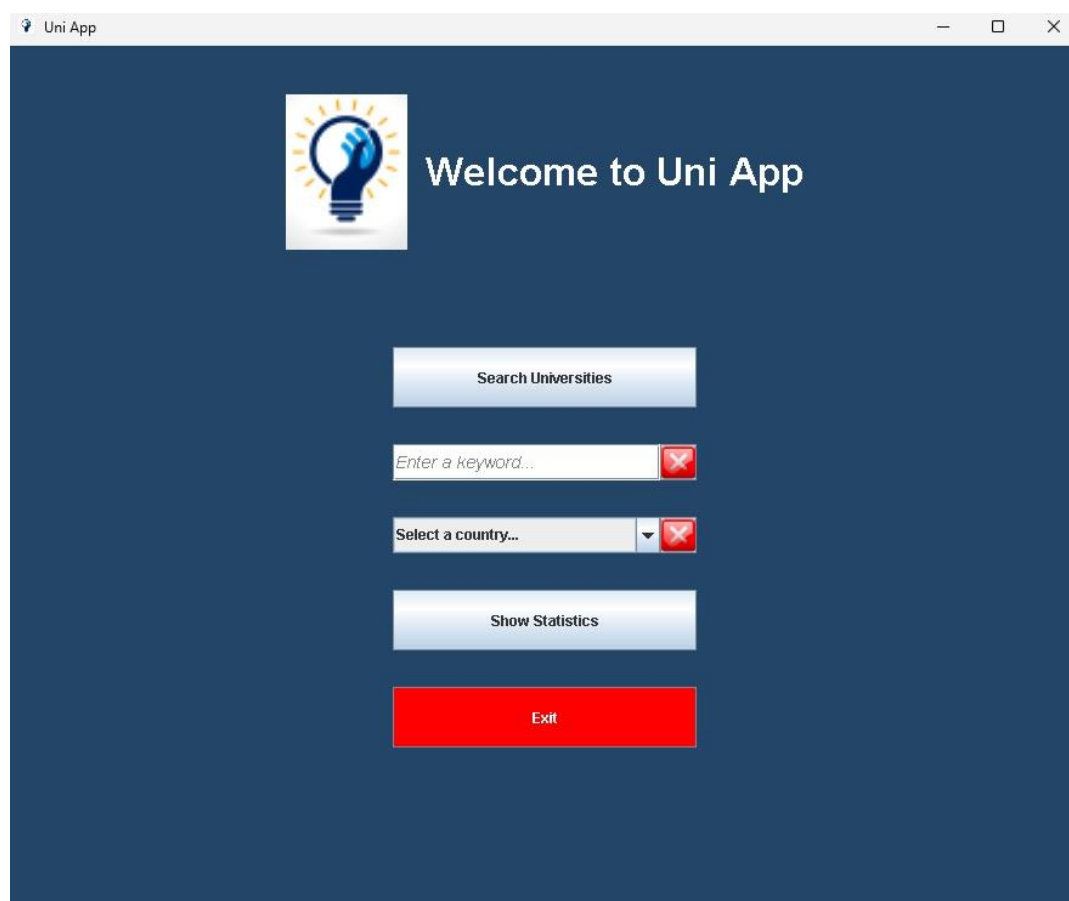 Uni App
Welcome to Uni App
Search Universities
Enter a keyword...
Select a country...
Show Statistics
Exit